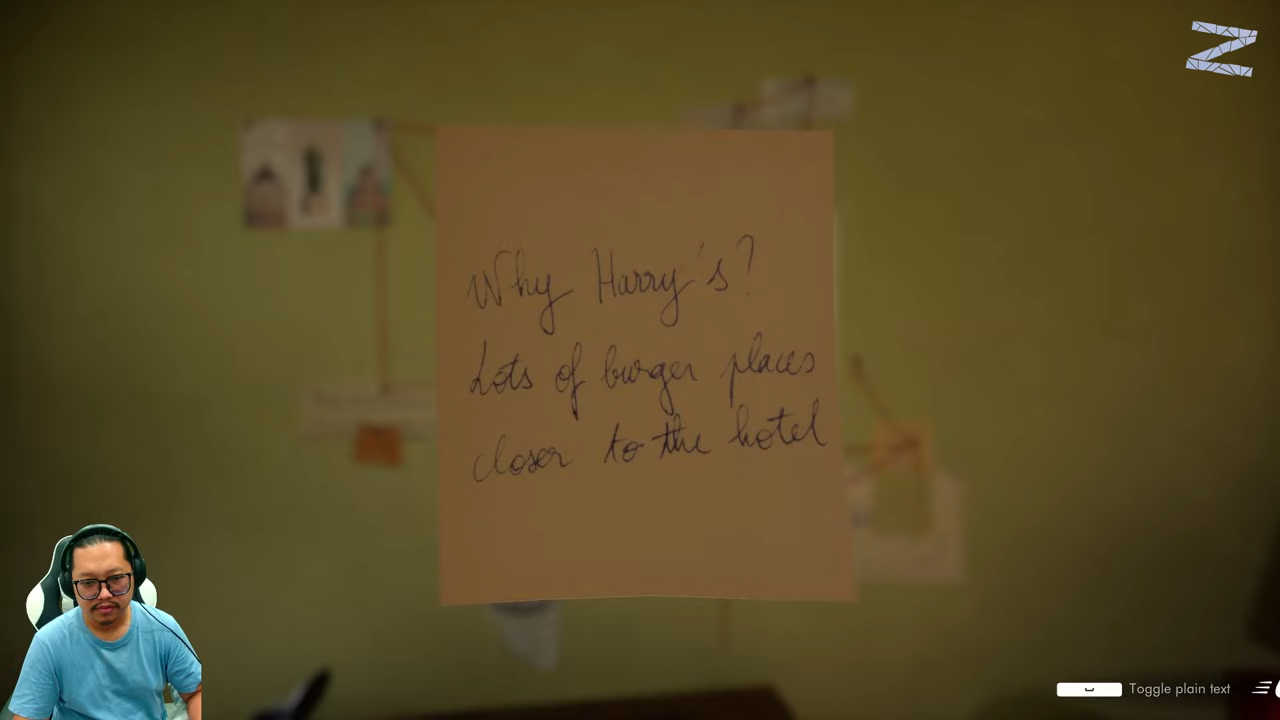 Why Harry's?
Lots of burger places
closer to the hotel
Toggle plain text